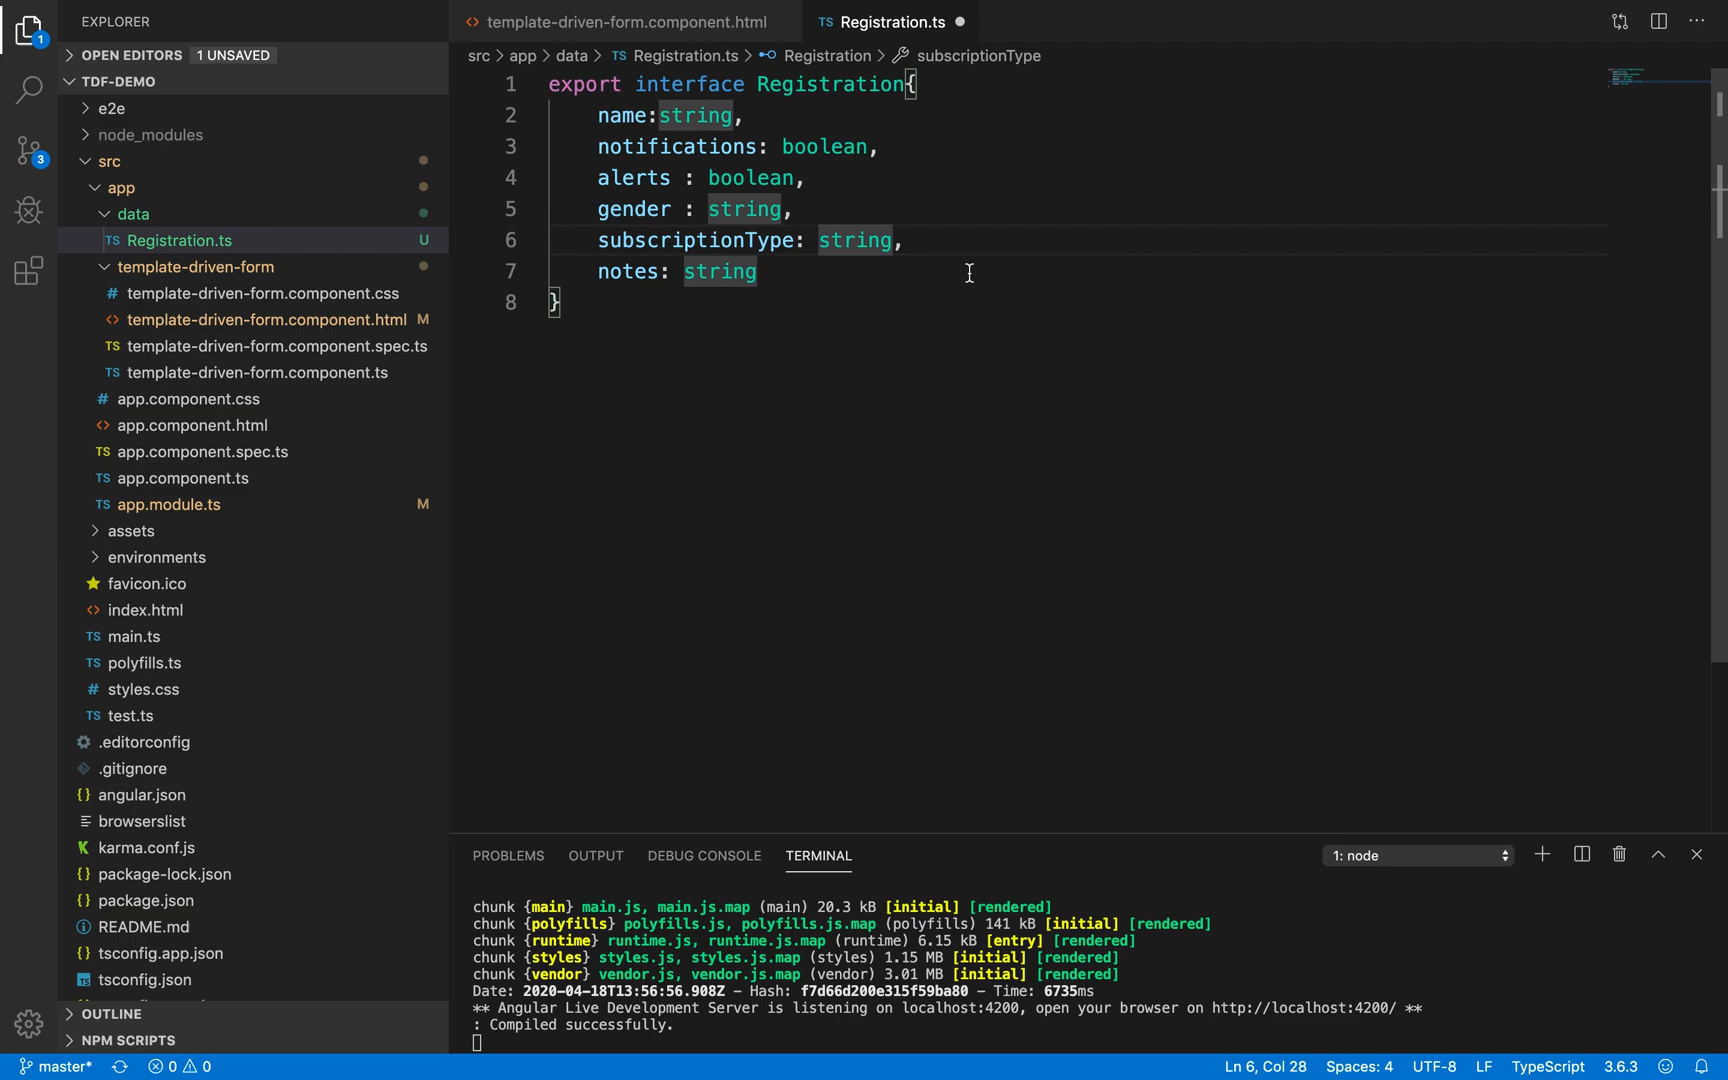 EXPLORER
OPEN EDITORS 1 UNSAVED
TDF-DEMO
e2e
node_modules
src
app
data
TS Registration.ts U
template-driven-form
# template-driven-form.component.css
<> template-driven-form.component.html M
TS template-driven-form.component.spec.ts
TS template-driven-form.component.ts
# app.component.css
<> app.component.html
TS app.component.spec.ts
TS app.component.ts
TS app.module.ts M
assets
environments
favicon.ico
<> index.html
TS main.ts
TS polyfills.ts
# styles.css
TS test.ts
.editorconfig
.gitignore
{} angular.json
browserslist
karma.conf.js
{} package-lock.json
{} package.json
README.md
{} tsconfig.app.json
TS tsconfig.json
OUTLINE
NPM SCRIPTS
1
3
<> template-driven-form.component.html
TS Registration.ts
src > app > data > TS Registration.ts > Registration > subscriptionType
1 export interface Registration{
2 name:string,
3 notifications: boolean,
4 alerts : boolean,
5 gender : string,
6 subscriptionType: string,
7 notes: string
8 }
PROBLEMS OUTPUT DEBUG CONSOLE TERMINAL 1: node
chunk {main} main.js, main.js.map (main) 20.3 kB [initial] [rendered]
chunk {polyfills} polyfills.js, polyfills.js.map (polyfills) 141 kB [initial] [rendered]
chunk {runtime} runtime.js, runtime.js.map (runtime) 6.15 kB [entry] [rendered]
chunk {styles} styles.js, styles.js.map (styles) 1.15 MB [initial] [rendered]
chunk {vendor} vendor.js, vendor.js.map (vendor) 3.01 MB [initial] [rendered]
Date: 2020-04-18T13:56:56.908Z - Hash: f7d66d200e315f59ba80 - Time: 6735ms
** Angular Live Development Server is listening on localhost:4200, open your browser on http://localhost:4200/ **
: Compiled successfully.
master* 0 0 Ln 6, Col 28 Spaces: 4 UTF-8 LF TypeScript 3.6.3